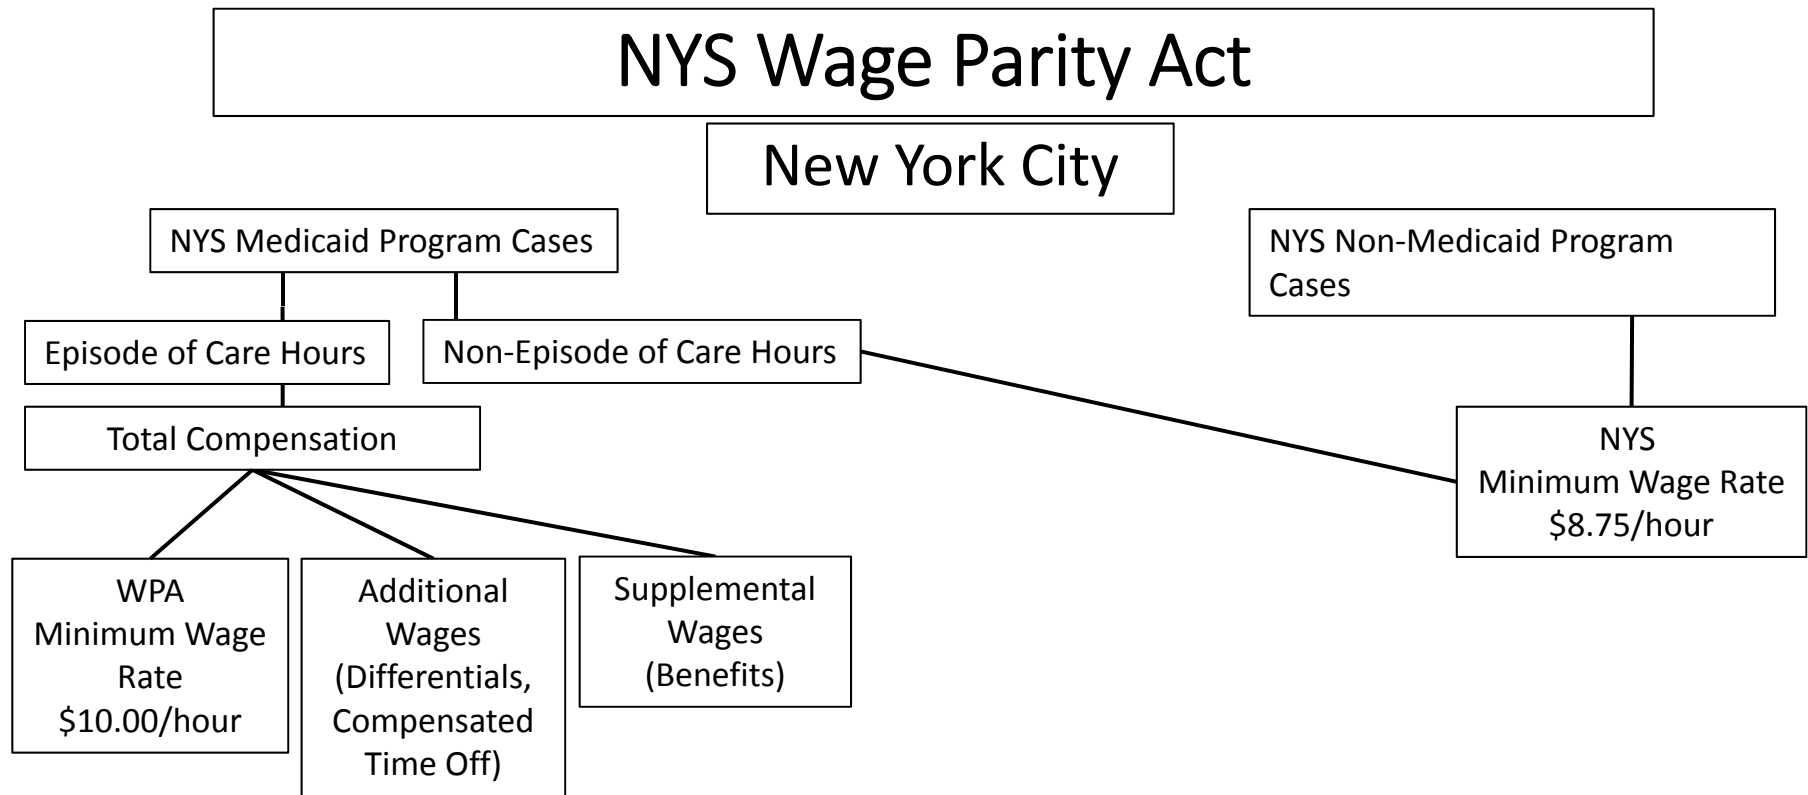 NYS Wage Parity Act
New York City
NYS Medicaid Program Cases
NYS Non-Medicaid Program
Cases
Episode of Care Hours
Non-Episode of Care Hours
Total Compensation
NYS
Minimum Wage Rate
$8.75/hour
WPA
Minimum Wage
Rate
$10.00/hour
Additional
Wages
(Differentials,
Compensated
Time Off)
Supplemental
Wages
(Benefits)